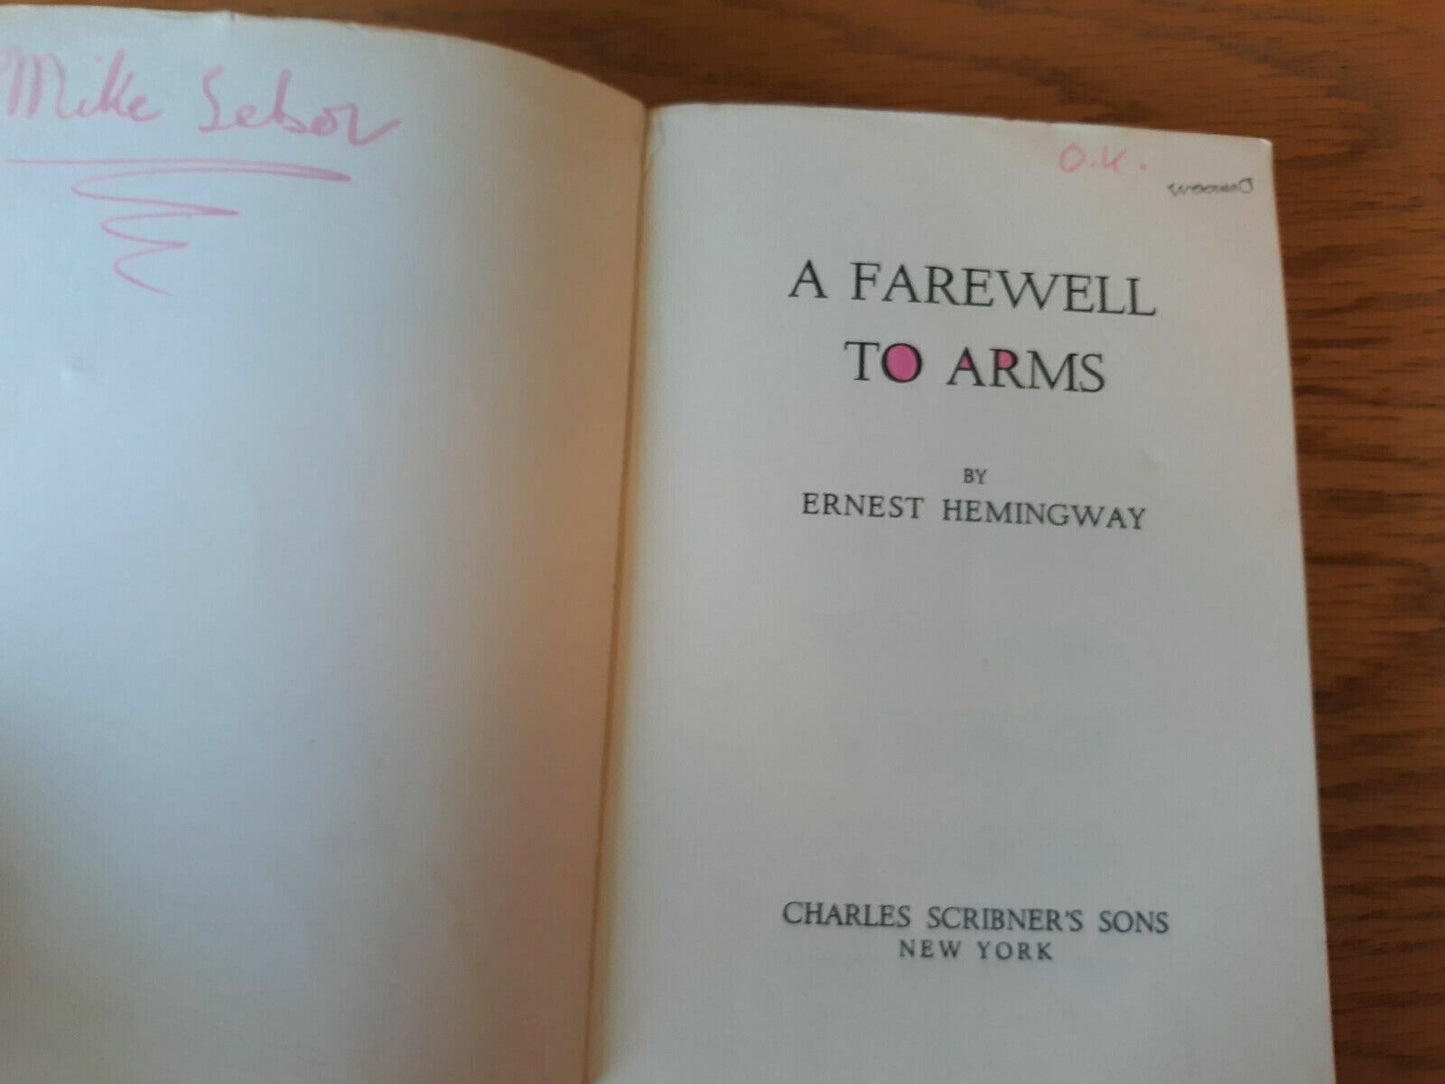 Mike Sebor
O.K.
A FAREWELL
TO ARMS
BY
ERNEST HEMINGWAY
CHARLES SCRIBNER'S SONS
NEW YORK